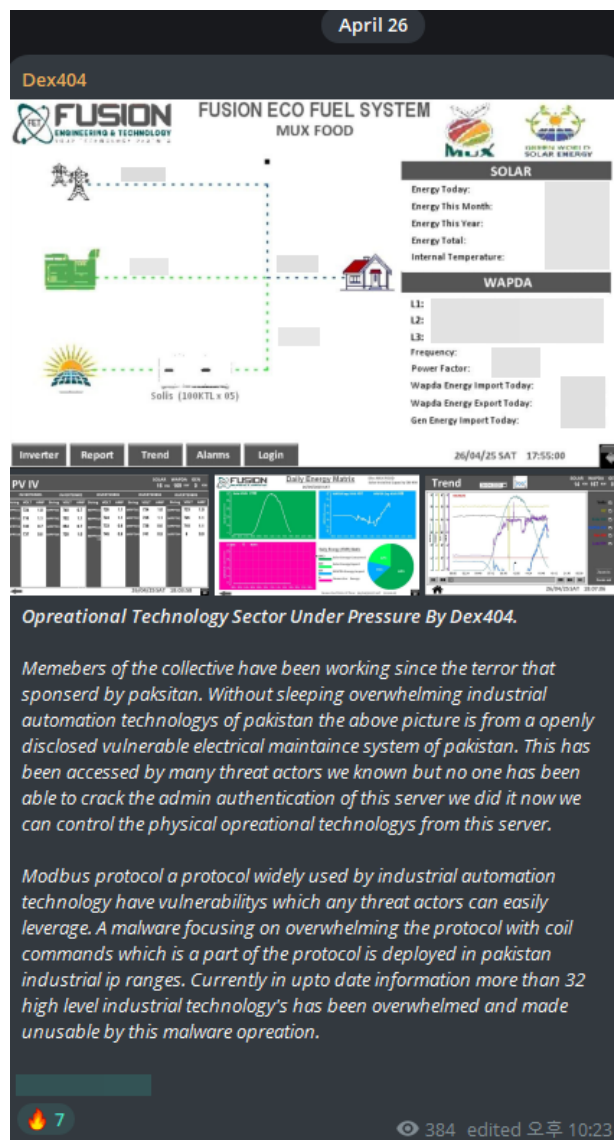 April 26
Dex404
FUSION
ENGINEERING & TECHNOLOGY
FUSION ECO FUEL SYSTEM
MUX FOOD
MUX
GREEN WORLD
SOLAR ENERGY
SOLAR
Energy Today:
Energy This Month:
Energy This Year:
Energy Total:
Internal Temperature:
WAPDA
L1:
L2:
L3:
Frequency:
Power Factor:
Wapda Energy Import Today:
Wapda Energy Export Today:
Gen Energy Import Today:
Solis (100KTL x 05)
Inverter Report Trend Alarms Login
26/04/25 SAT 17:55:00
PV IV
FUSION
Daily Energy Matrix
Trend
Opreational Technology Sector Under Pressure By Dex404.
Memebers of the collective have been working since the terror that
sponserd by paksitan. Without sleeping overwhelming industrial
automation technologys of pakistan the above picture is from a openly
disclosed vulnerable electrical maintaince system of pakistan. This has
been accessed by many threat actors we known but no one has been
able to crack the admin authentication of this server we did it now we
can control the physical opreational technologys from this server.
Modbus protocol a protocol widely used by industrial automation
technology have vulnerabilitys which any threat actors can easily
leverage. A malware focusing on overwhelming the protocol with coil
commands which is a part of the protocol is deployed in pakistan
industrial ip ranges. Currently in upto date information more than 32
high level industrial technology's has been overwhelmed and made
unusable by this malware opreation.
7
384 edited 오후 10:23